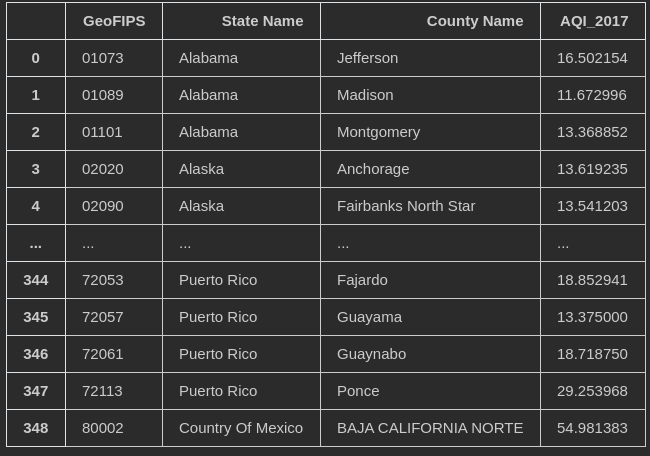 GeoFIPS State Name County Name AQI_2017
0 01073 Alabama Jefferson 16.502154
1 01089 Alabama Madison 11.672996
2 01101 Alabama Montgomery 13.368852
3 02020 Alaska Anchorage 13.619235
4 02090 Alaska Fairbanks North Star 13.541203
... ... ... ... ...
344 72053 Puerto Rico Fajardo 18.852941
345 72057 Puerto Rico Guayama 13.375000
346 72061 Puerto Rico Guaynabo 18.718750
347 72113 Puerto Rico Ponce 29.253968
348 80002 Country Of Mexico BAJA CALIFORNIA NORTE 54.981383